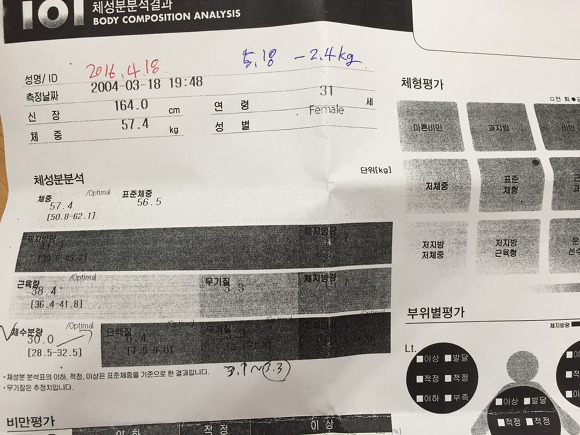 101 체성분분석결과
BODY COMPOSITION ANALYSIS
성명/ID 2016.4.18 5.18 -2.4kg
측정날짜 2004-03-18 19:48
신 장 164.0 cm 연 령 31 세
체 중 57.4 kg 성 별 Female
체성분분석 단위[kg]
체중 /Optimal 표준체중
57.4 56.5
[50.8-62.1]
체지방량
근육량 /Optimal 무기질
38.4 3.3
[36.4-41.8]
체수분량 /Optimal 단백질
30.0
[28.5-32.5]
3.1~3.3
•체성분 분석표의 이하, 적정, 이상은 표준체중을 기준으로 한 결과입니다.
•무기질은 추정치입니다.
비만평가
이 하 적 정 이 상
체형평가
마른비만 과지방 비만
저체중 표준체형
저지방 저체중 저지방 근육형
부위별평가
체지방량
Lt.
■이상 ■발달
■적정 ■적정
■이하 ■부족
■이상 ■발달
■적정 ■적정